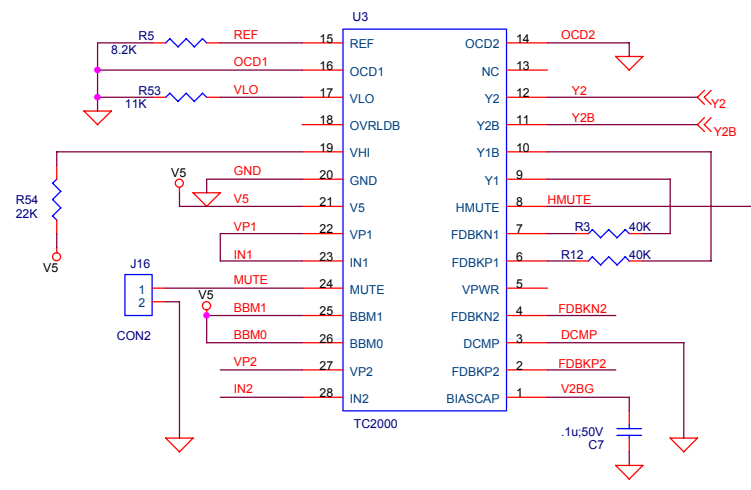 U3
R5 REF 15 REF OCD2 14 OCD2
8.2K
OCD1 16 OCD1 NC 13
R53 VLO 17 VLO Y2 12 Y2 Y2
11K
18 OVRLDB Y2B 11 Y2B Y2B
19 VHI Y1B 10
V5 GND 20 GND Y1 9
R54 V5 21 V5 HMUTE 8 HMUTE
22K
VP1 22 VP1 FDBKN1 7 R3 40K
V5 IN1 23 IN1 FDBKP1 6 R12 40K
J16 MUTE 24 MUTE VPWR 5
1
2
V5
BBM1 25 BBM1 FDBKN2 4 FDBKN2
CON2 BBM0 26 BBM0 DCMP 3 DCMP
VP2 27 VP2 FDBKP2 2 FDBKP2
IN2 28 IN2 BIASCAP 1 V2BG
TC2000
.1u;50V
C7